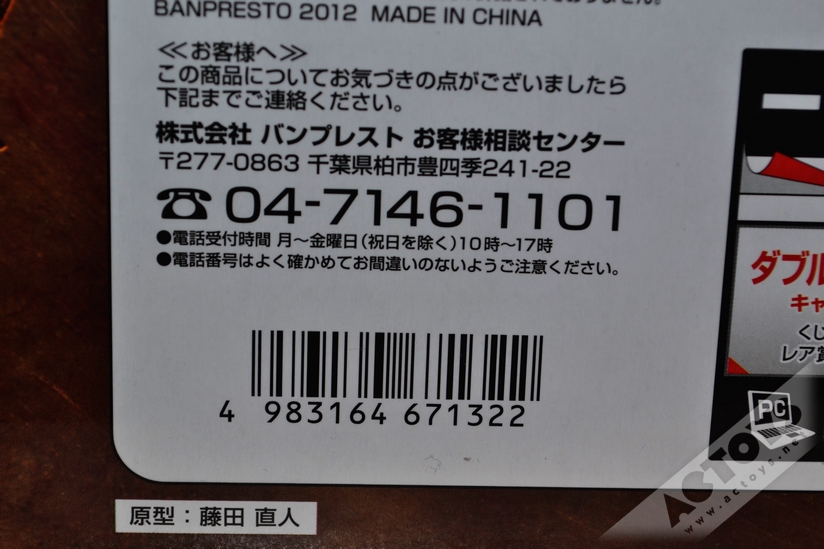 BANPRESTO 2012 MADE IN CHINA
≪お客様へ≫
この商品についてお気づきの点がございましたら
下記までご連絡ください。
株式会社 バンプレスト お客様相談センター
〒277-0863 千葉県柏市豊四季241-22
☎04-7146-1101
●電話受付時間 月～金曜日(祝日を除く)10時～17時
●電話番号はよく確かめてお間違いのないようご注意ください。
4 983164 671322
原型：藤田 直人
ダブル
キャ
くじ
レア賞
PC
ACTOYS
www.actoys.net